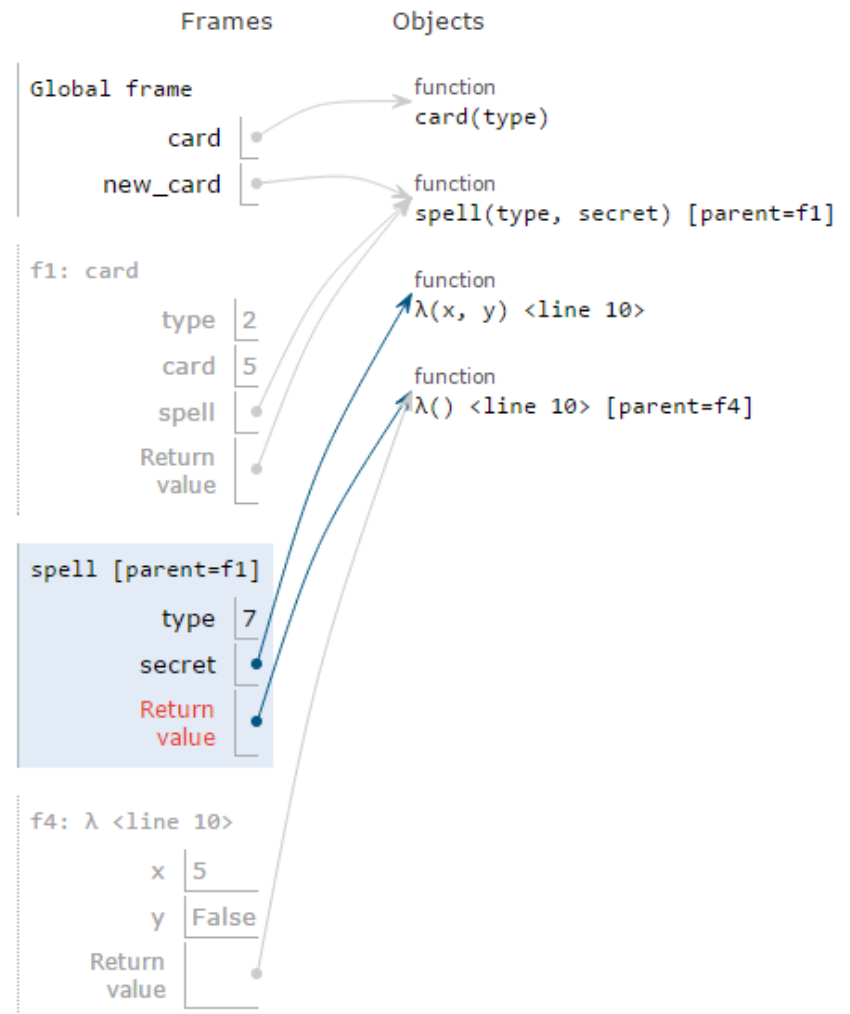 Frames
Objects
Global frame
card
new_card
function
card(type)
function
spell(type, secret) [parent=f1]
function
λ(x, y) <line 10>
function
λ() <line 10> [parent=f4]
f1: card
type 2
card 5
spell
Return
value
spell [parent=f1]
type 7
secret
Return
value
f4: λ <line 10>
x 5
y False
Return
value